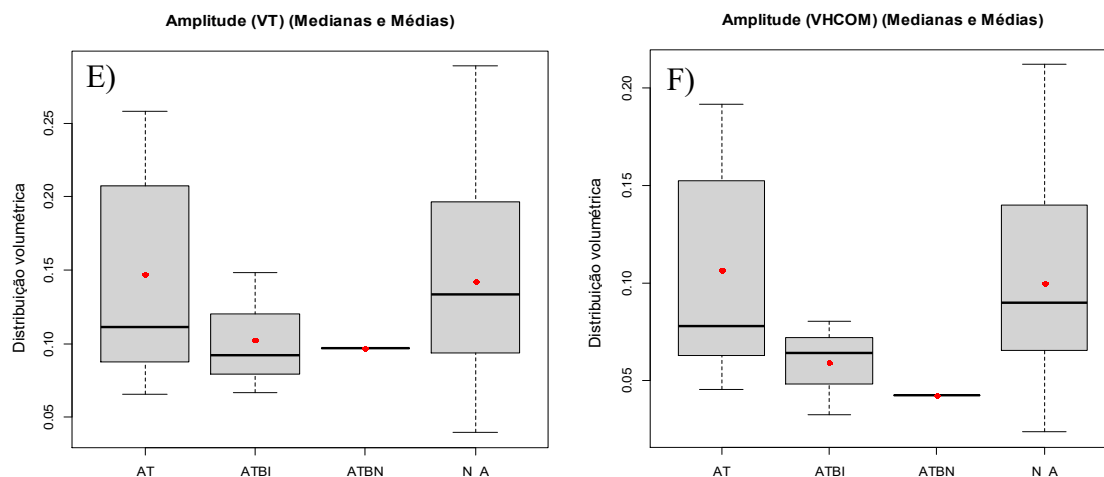 Amplitude (VT) (Medianas e Médias)
E)
Distribuição volumétrica
0.25
0.20
0.15
0.10
0.05
AT ATBI ATBN N A
Amplitude (VHCOM) (Medianas e Médias)
F)
Distribuição volumétrica
0.20
0.15
0.10
0.05
AT ATBI ATBN N A